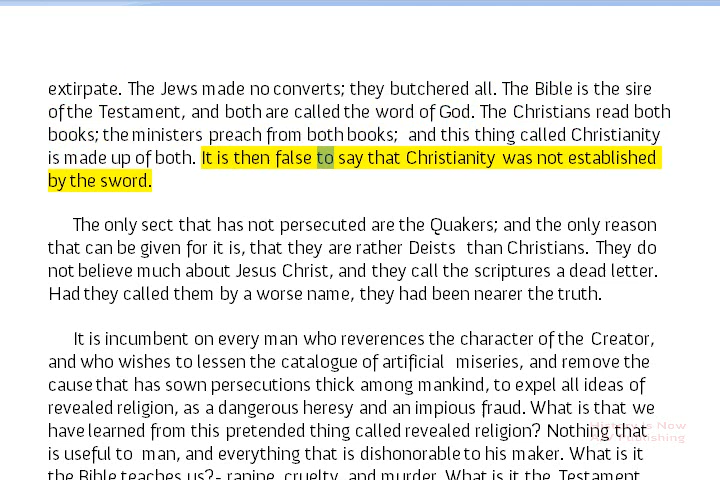 extirpate. The Jews made no converts; they butchered all. The Bible is the sire
of the Testament, and both are called the word of God. The Christians read both
books; the ministers preach from both books; and this thing called Christianity
is made up of both. It is then false to say that Christianity was not established
by the sword.
The only sect that has not persecuted are the Quakers; and the only reason
that can be given for it is, that they are rather Deists than Christians. They do
not believe much about Jesus Christ, and they call the scriptures a dead letter.
Had they called them by a worse name, they had been nearer the truth.
It is incumbent on every man who reverences the character of the Creator,
and who wishes to lessen the catalogue of artificial miseries, and remove the
cause that has sown persecutions thick among mankind, to expel all ideas of
revealed religion, as a dangerous heresy and an impious fraud. What is that we
have learned from this pretended thing called revealed religion? Nothing that
is useful to man, and everything that is dishonorable to his maker. What is it
the Bible teaches us?- rapine, cruelty, and murder. What is it the Testament
Now
Publishing